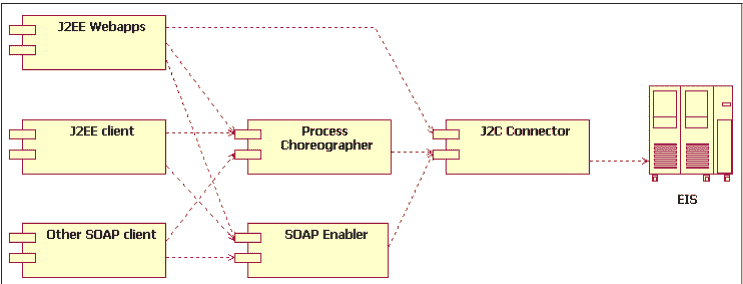 J2EE Webapps
J2EE client
Process
Choreographer
J2C Connector
EIS
Other SOAP client
SOAP Enabler